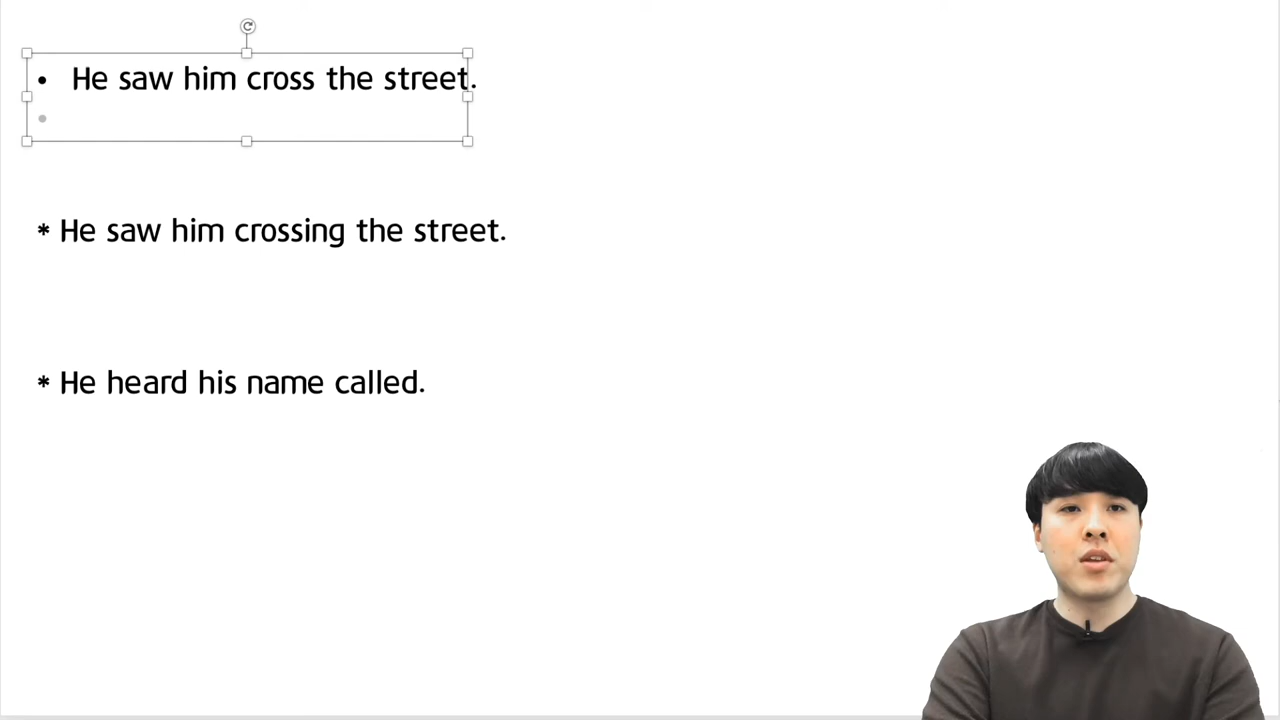 • He saw him cross the street.
•
* He saw him crossing the street.
* He heard his name called.